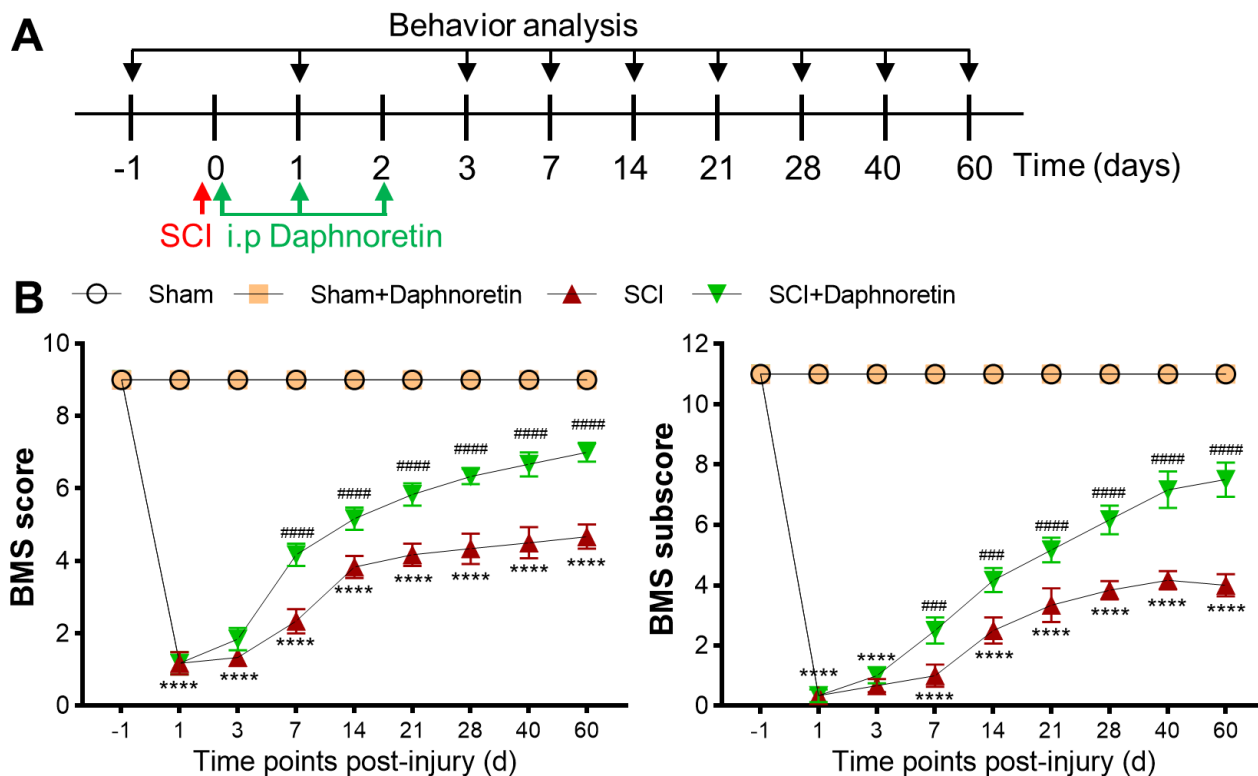 A
Behavior analysis
-1 0 1 2 3 7 14 21 28 40 60 Time (days)
SCI i.p Daphnoretin
B Sham Sham+Daphnoretin SCI SCI+Daphnoretin
BMS score
10
8
6
4
2
0
#### #### #### #### #### ####
**** **** **** **** **** **** **** ****
-1 1 3 7 14 21 28 40 60
Time points post-injury (d)
BMS subscore
12
10
8
6
4
2
0
### ### #### #### #### ####
**** **** **** **** **** **** **** ****
-1 1 3 7 14 21 28 40 60
Time points post-injury (d)